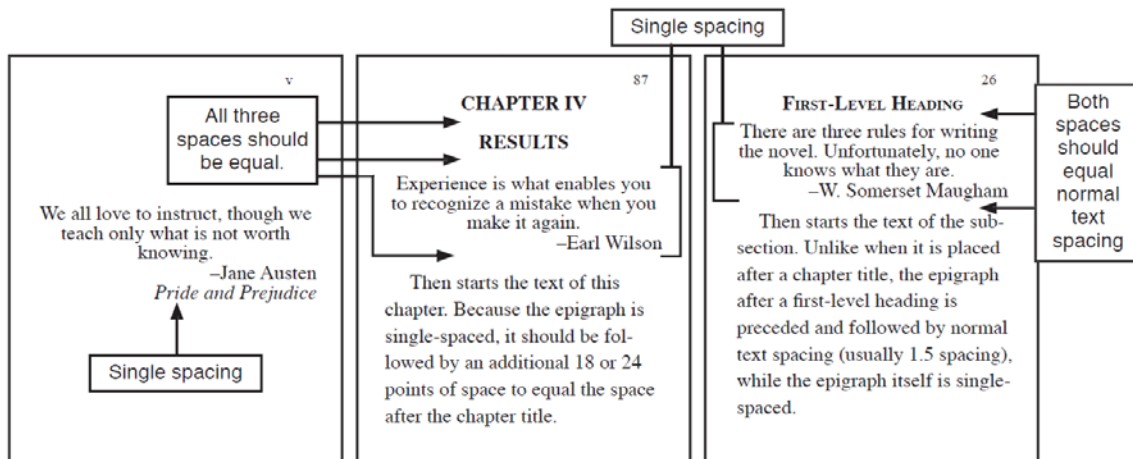 Single spacing
v
All three
spaces should
be equal.
We all love to instruct, though we
teach only what is not worth
knowing.
–Jane Austen
Pride and Prejudice
Single spacing
87
CHAPTER IV
RESULTS
Experience is what enables you
to recognize a mistake when you
make it again.
–Earl Wilson
Then starts the text of this
chapter. Because the epigraph is
single-spaced, it should be fol-
lowed by an additional 18 or 24
points of space to equal the space
after the chapter title.
26
FIRST-LEVEL HEADING
There are three rules for writing
the novel. Unfortunately, no one
knows what they are.
–W. Somerset Maugham
Then starts the text of the sub-
section. Unlike when it is placed
after a chapter title, the epigraph
after a first-level heading is
preceded and followed by normal
text spacing (usually 1.5 spacing),
while the epigraph itself is single-
spaced.
Both
spaces
should
equal
normal
text
spacing